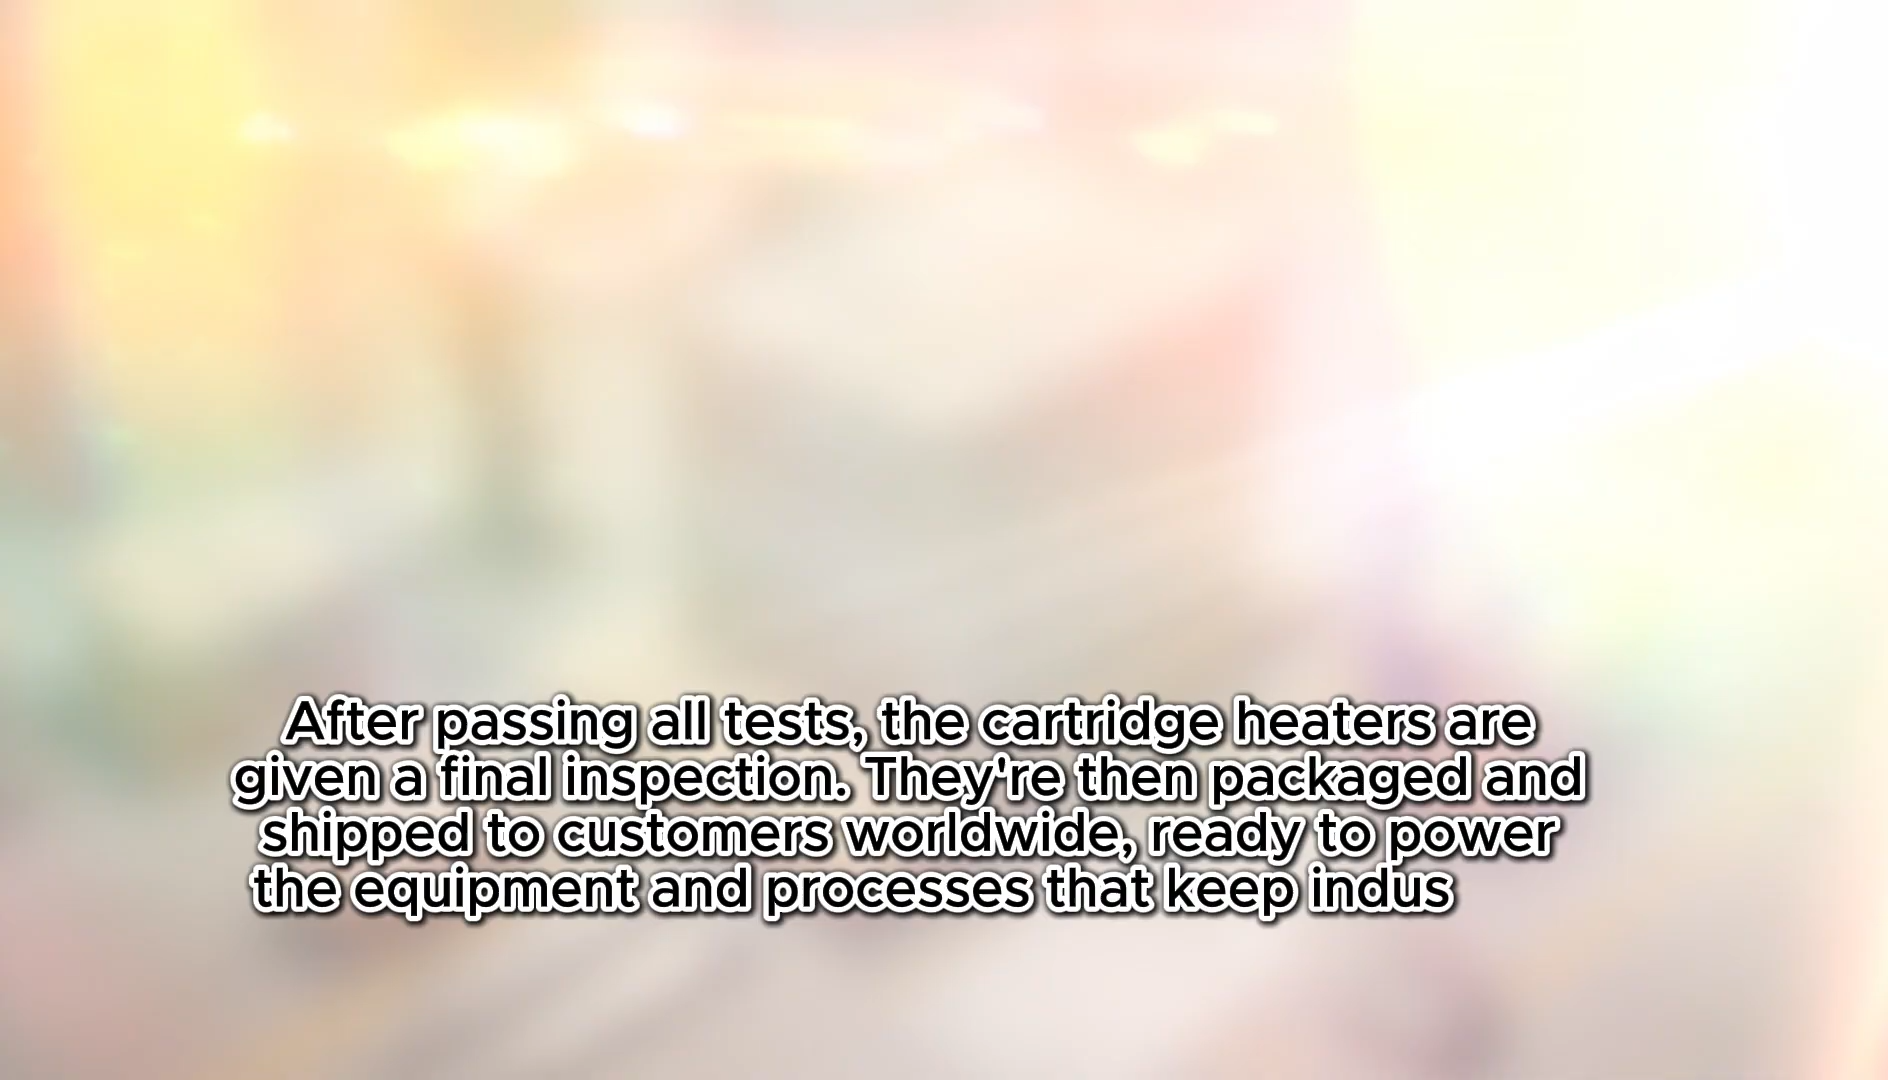 After passing all tests, the cartridge heaters are
given a final inspection. They're then packaged and
shipped to customers worldwide, ready to power
the equipment and processes that keep indus